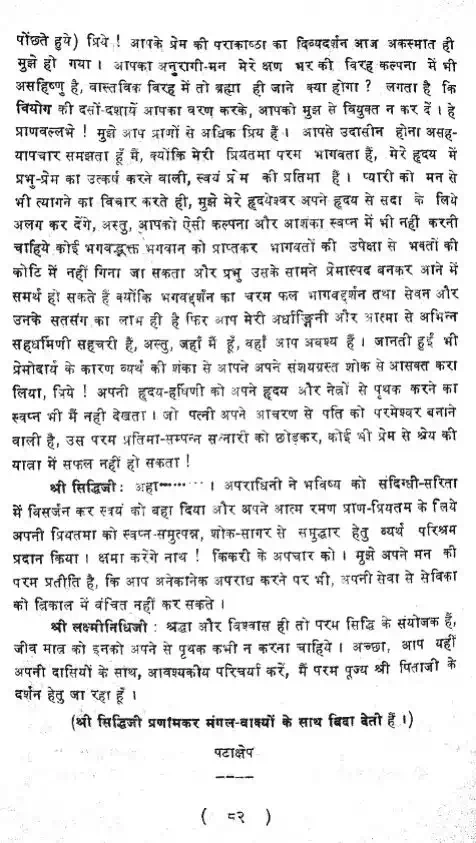 पोंछते हुये) प्रिये ! आपके प्रेम की पराकाष्ठा का दिव्यदर्शन आज अकस्मात ही
मुझे हो गया । आपका अनुरागी-मन मेरे क्षण भर की विरह कल्पना में भी
असहिष्णु है, वास्तविक विरह में तो ब्रह्मा ही जाने क्या होगा ? लगता है कि
वियोग की दसों-दशायें आपका वरण करके, आपको मुझ से वियुक्त न कर दें । हे
प्राणवल्लभे ! मुझे आप प्राणों से अधिक प्रिय हैं । आपसे उदासीन होना असह्-
यापचार समझता हूँ मैं, क्योंकि मेरी प्रियतमा परम भागवता हैं, मेरे हृदय में
प्रभु-प्रेम का उत्कर्ष करने वाली, स्वयं प्रेम की प्रतिमा हैं । प्यारी को मन से
भी त्यागने का विचार करते ही, मुझे मेरे हृदयेश्वर अपने हृदय से सदा के लिये
अलग कर देंगे, अस्तु, आपको ऐसी कल्पना और आशंका स्वप्न में भी नहीं करनी
चाहिये कोई भगवद्भक्त भगवान को प्राप्तकर भागवतों की उपेक्षा से भक्तों की
कोटि में नहीं गिना जा सकता और प्रभु उसके सामने प्रेमास्पद बनकर आने में
समर्थ हो सकते हैं क्योंकि भगवद्दर्शन का चरम फल भागवद्दर्शन तथा सेवन और
उनके सतसंग का लाभ ही है फिर आप मेरी अर्धाङ्गिनी और आत्मा से अभिन्न
सहधर्मिणी सहचरी हैं, अस्तु, जहाँ मैं हूँ, वहाँ आप अवश्य हैं । जानती हुई भी
प्रेमोदार्य के कारण व्यर्थ की शंका से आपने अपने संशयग्रस्त शोक से आसक्त करा
लिया, प्रिये ! अपनी हृदय-हर्षिणी को अपने हृदय और नेत्रों से पृथक करने का
स्वप्न भी मैं नही देखता । जो पत्नी अपने आचरण से पति को परमेश्वर बनाने
वाली है, उस परम प्रतिमा-सम्पन्न सन्नारी को छोड़कर, कोई भी प्रेम से श्रेय की
यात्रा में सफल नहीं हो सकता !
श्री सिद्धिजी : अहा......... । अपराधिनी ने भविष्य को संदिग्धी-सरिता
में विसर्जन कर स्वयं को वहा दिया और अपने आत्म रमण प्राण-प्रियतम के लिये
अपनी प्रियतमा को स्वप्न-समुत्पन्न, शोक-सागर से समुद्धार हेतु व्यर्थ परिश्रम
प्रदान किया । क्षमा करेंगे नाथ ! किंकरी के अपचार को । मुझे अपने मन की
परम प्रतीति है, कि आप अनेकानेक अपराध करने पर भी, अपनी सेवा से सेविका
को त्रिकाल में वंचित नहीं कर सकते ।
श्री लक्ष्मीनिधिजी : श्रद्धा और विश्वास ही तो परम सिद्धि के संयोजक हैं,
जीव मात्र को इनको अपने से पृथक कभी न करना चाहिये । अच्छा, आप यहीं
अपनी दासियों के साथ, आवश्यकीय परिचर्या करें, मैं परम पूज्य श्री पिताजी के
दर्शन हेतु जा रहा हूँ ।
(श्री सिद्धिजी प्रणामकर मंगल-वाक्यों के साथ बिदा देती हैं ।)
पटाक्षेप
( ८२ )